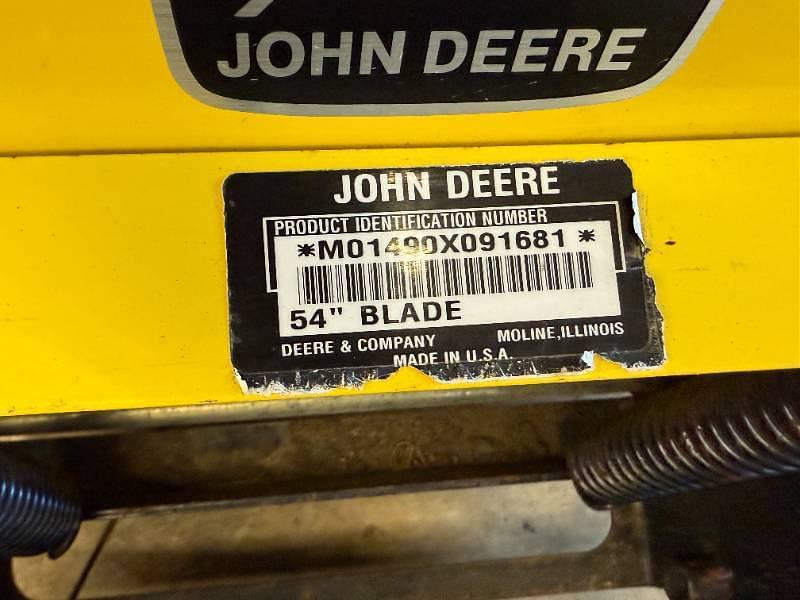 JOHN DEERE
JOHN DEERE
PRODUCT IDENTIFICATION NUMBER
*M01490X091681 *
54" BLADE
DEERE & COMPANY MOLINE,ILLINOIS
MADE IN U.S.A.